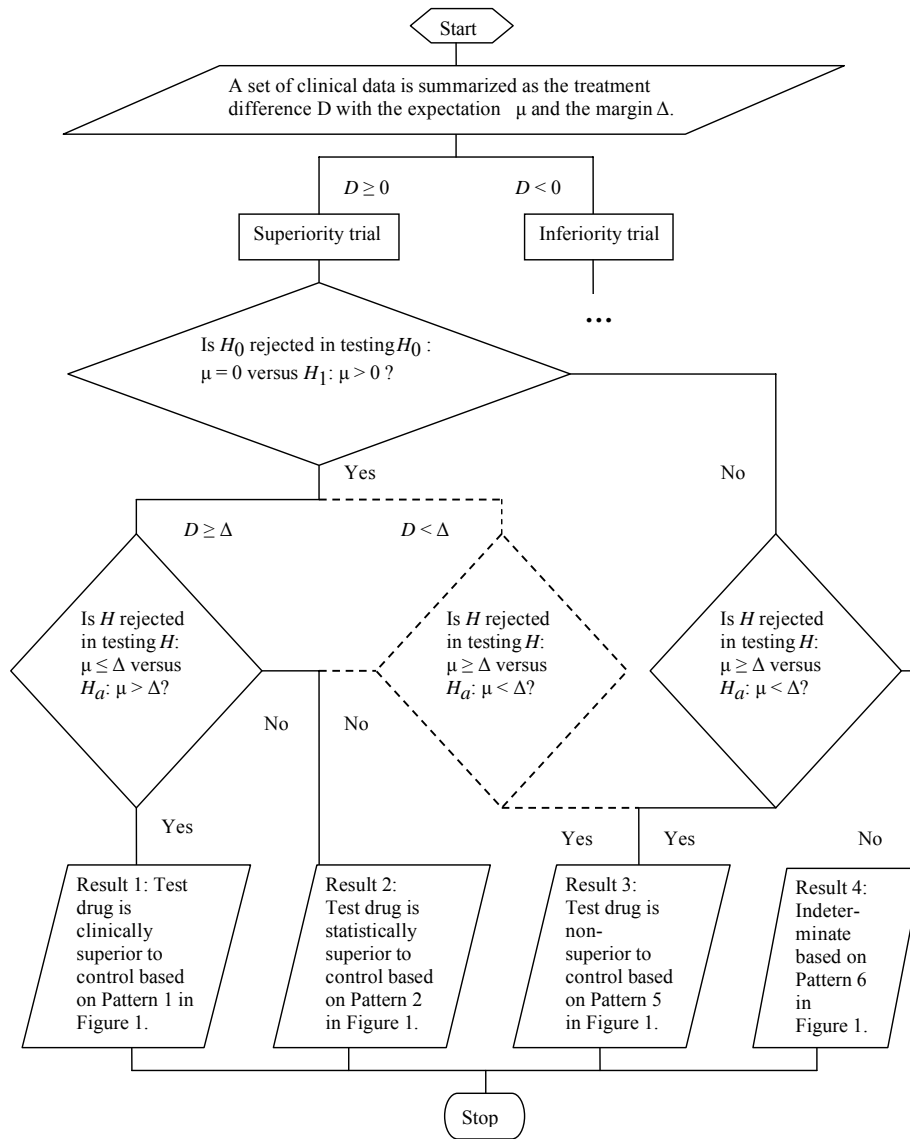 Start
A set of clinical data is summarized as the treatment
difference D with the expectation μ and the margin Δ.
D ≥ 0
D < 0
Superiority trial
Inferiority trial
...
Is H0 rejected in testing H0 :
μ = 0 versus H1: μ > 0 ?
Yes
No
D ≥ Δ
D < Δ
Is H rejected
in testing H:
μ ≤ Δ versus
Ha: μ > Δ?
Is H rejected
in testing H:
μ ≥ Δ versus
Ha: μ < Δ?
Is H rejected
in testing H:
μ ≥ Δ versus
Ha: μ < Δ?
No
No
Yes
Yes
Yes
No
Result 1: Test
drug is
clinically
superior to
control based
on Pattern 1 in
Figure 1.
Result 2:
Test drug is
statistically
superior to
control based
on Pattern 2
in Figure 1.
Result 3:
Test drug is
non-
superior to
control based
on Pattern 5
in Figure 1.
Result 4:
Indeter-
minate
based on
Pattern 6
in
Figure 1.
Stop